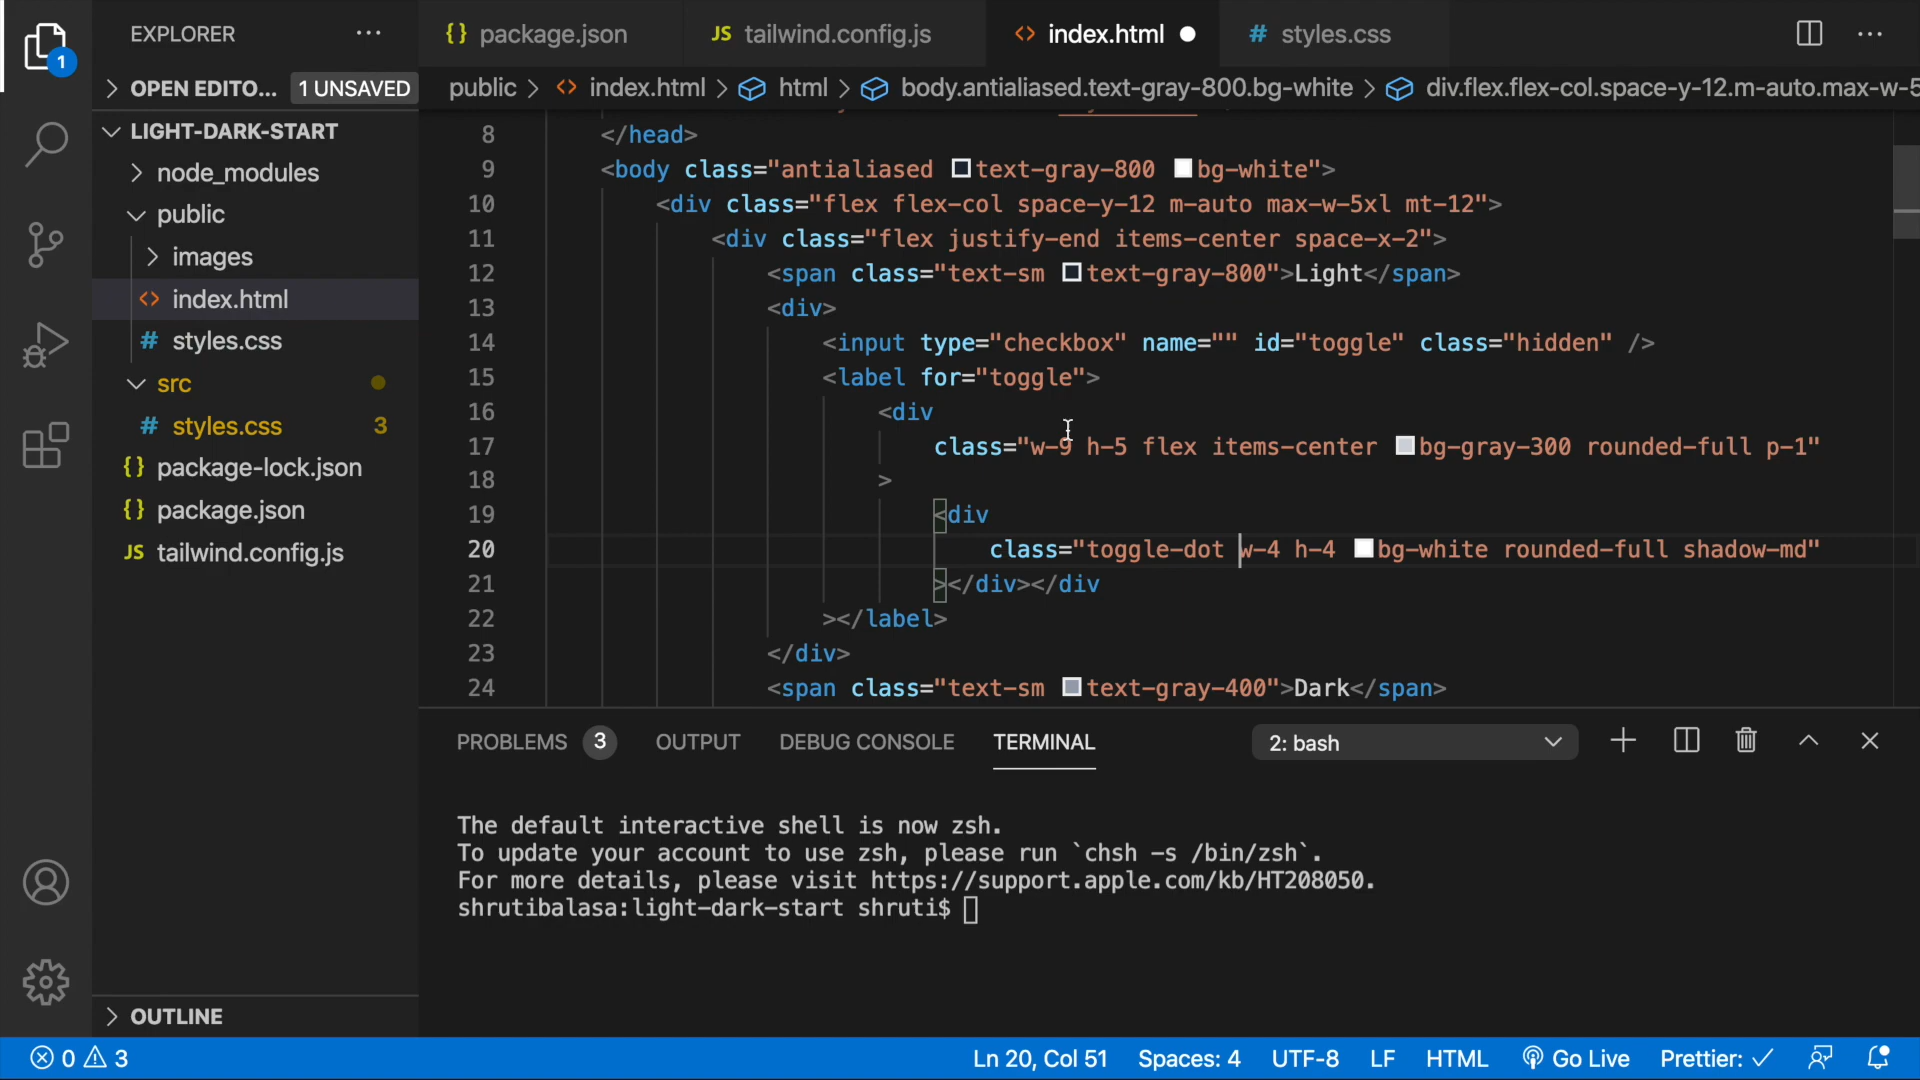 EXPLORER
{} package.json
JS tailwind.config.js
<> index.html
# styles.css
1
OPEN EDITO... 1 UNSAVED
public > <> index.html > html > body.antialiased.text-gray-800.bg-white > div.flex.flex-col.space-y-12.m-auto.max-w-5
LIGHT-DARK-START
node_modules
public
images
<> index.html
# styles.css
src
# styles.css 3
{} package-lock.json
{} package.json
JS tailwind.config.js
OUTLINE
8 </head>
9 <body class="antialiased text-gray-800 bg-white">
10 <div class="flex flex-col space-y-12 m-auto max-w-5xl mt-12">
11 <div class="flex justify-end items-center space-x-2">
12 <span class="text-sm text-gray-800">Light</span>
13 <div>
14 <input type="checkbox" name="" id="toggle" class="hidden" />
15 <label for="toggle">
16 <div
17 class="w-9 h-5 flex items-center bg-gray-300 rounded-full p-1"
18 >
19 <div
20 class="toggle-dot w-4 h-4 bg-white rounded-full shadow-md"
21 ></div></div
22 ></label>
23 </div>
24 <span class="text-sm text-gray-400">Dark</span>
PROBLEMS 3 OUTPUT DEBUG CONSOLE TERMINAL 2: bash
The default interactive shell is now zsh.
To update your account to use zsh, please run `chsh -s /bin/zsh`.
For more details, please visit https://support.apple.com/kb/HT208050.
shrutibalasa:light-dark-start shruti$
0 3 Ln 20, Col 51 Spaces: 4 UTF-8 LF HTML Go Live Prettier: ✓